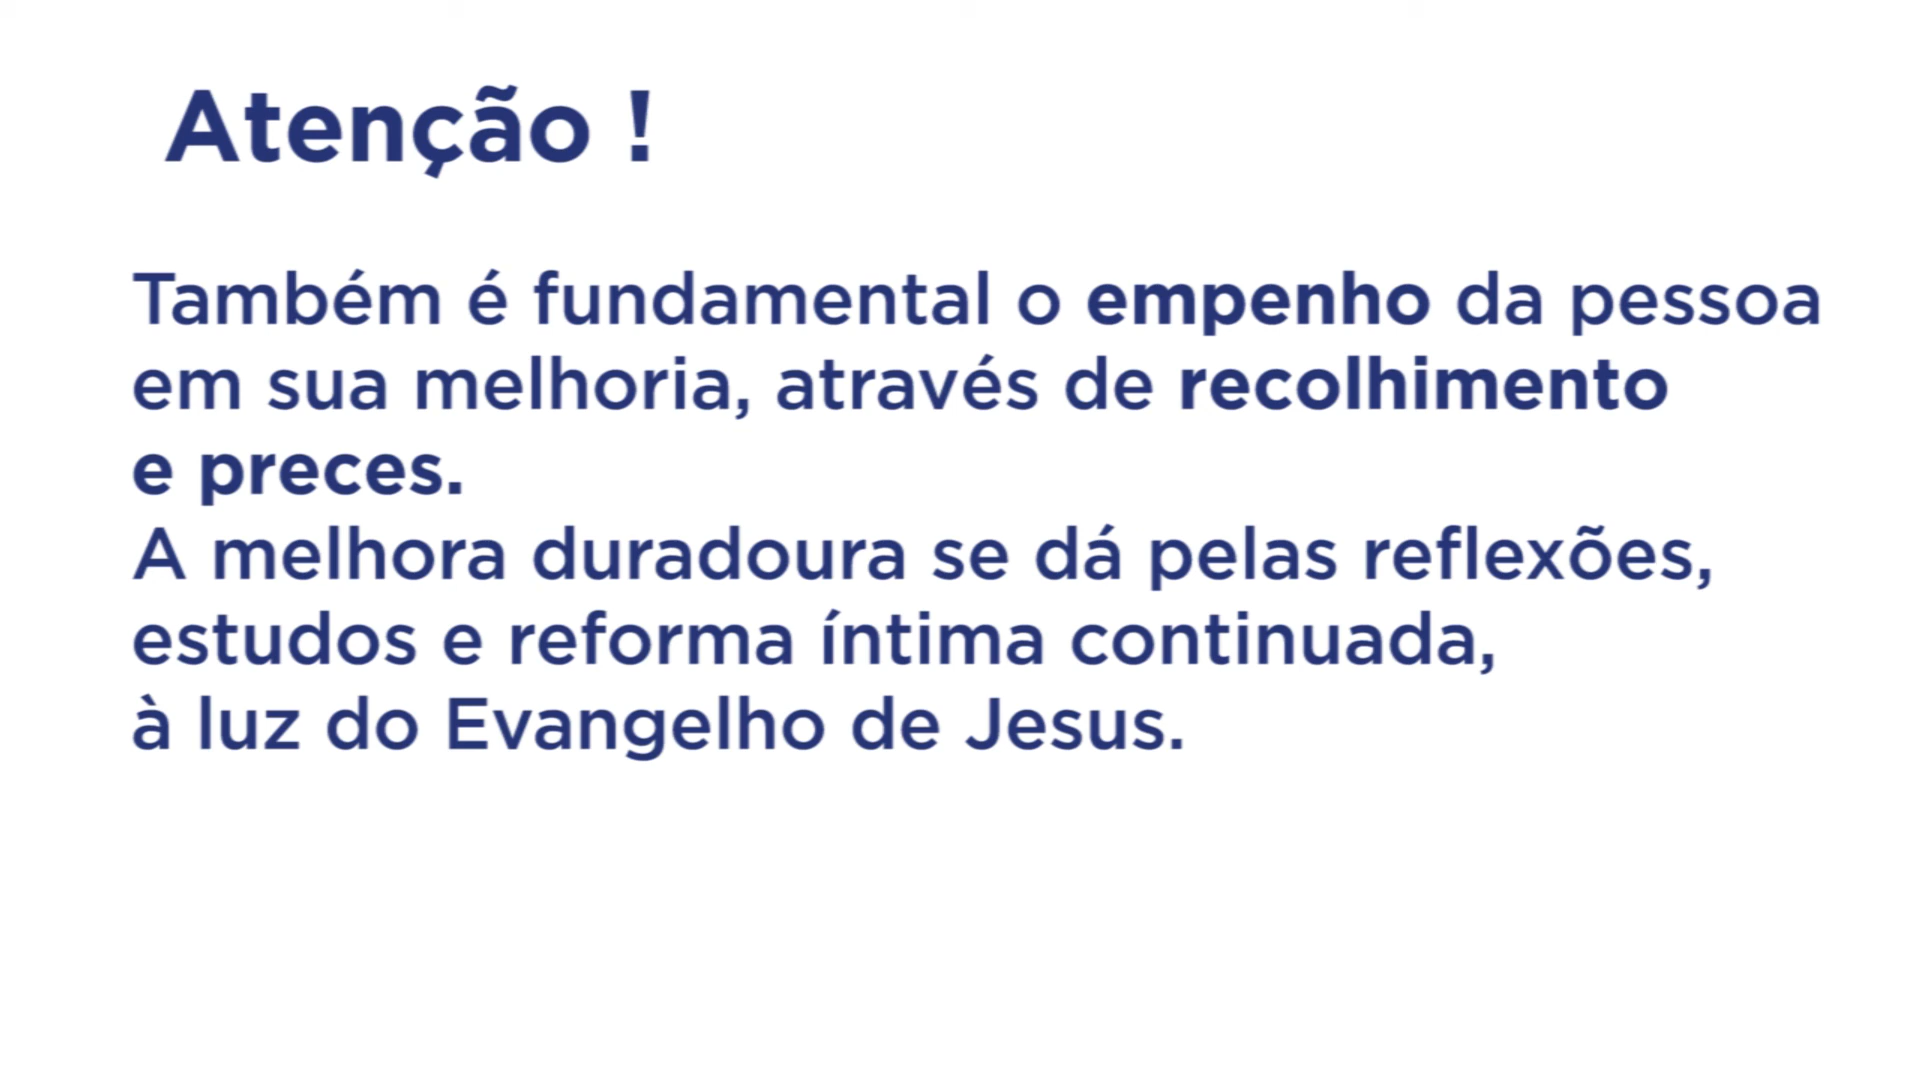 Atenção !
Também é fundamental o empenho da pessoa
em sua melhoria, através de recolhimento
e preces.
A melhora duradoura se dá pelas reflexões,
estudos e reforma íntima continuada,
à luz do Evangelho de Jesus.